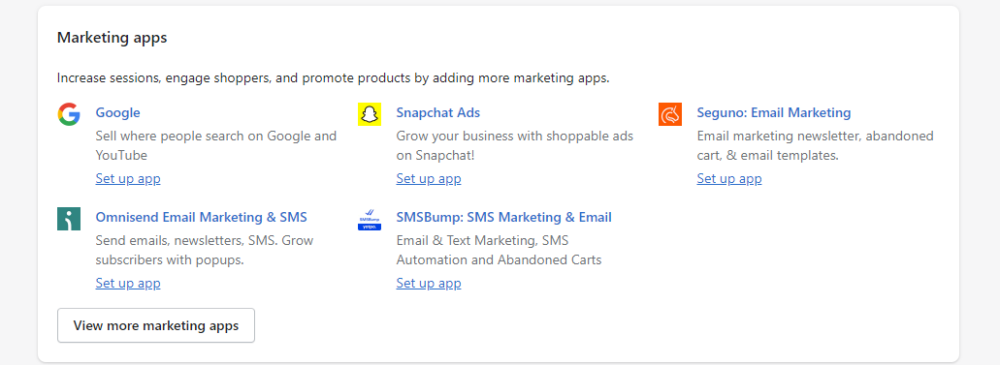 Marketing apps
Increase sessions, engage shoppers, and promote products by adding more marketing apps.
Google
Sell where people search on Google and
YouTube
Set up app
Snapchat Ads
Grow your business with shoppable ads
on Snapchat!
Set up app
Seguno: Email Marketing
Email marketing newsletter, abandoned
cart, & email templates.
Set up app
Omnisend Email Marketing & SMS
Send emails, newsletters, SMS. Grow
subscribers with popups.
Set up app
SMSBump
yotpo.
SMSBump: SMS Marketing & Email
Email & Text Marketing, SMS
Automation and Abandoned Carts
Set up app
View more marketing apps